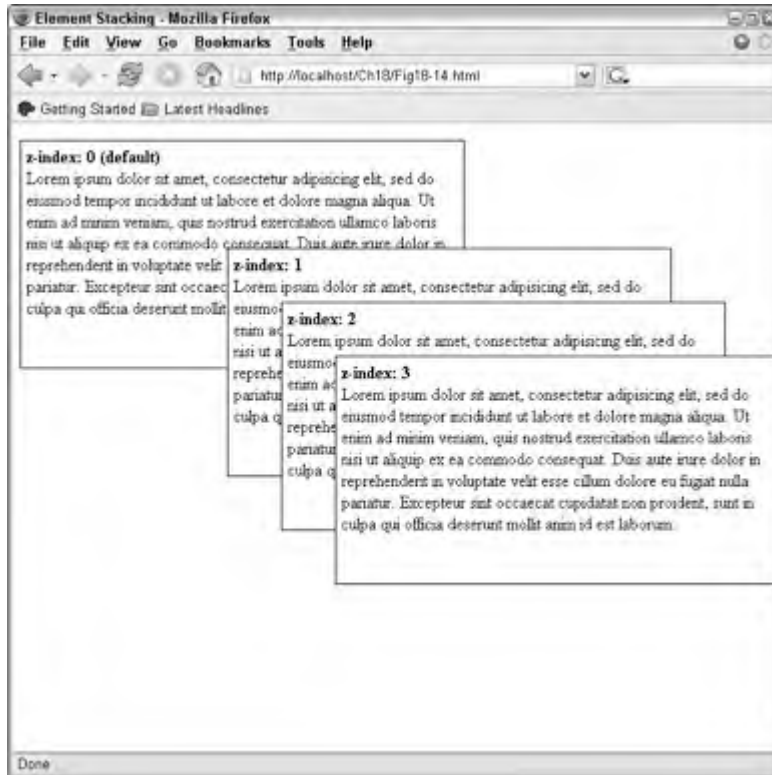 Element Stacking - Mozilla Firefox
File Edit View Go Bookmarks Tools Help
http://localhost/Ch18/Fig18-14.html
G
Getting Started Latest Headlines
z-index: 0 (default)
Lorem ipsum dolor sit amet, consectetur adipisicing elit, sed do
eiusmod tempor incididunt ut labore et dolore magna aliqua. Ut
enim ad minim veniam, quis nostrud exercitation ullamco laboris
nisi ut aliquip ex ea commodo consequat. Duis aute irure dolor in
reprehenderit in voluptate velit
pariatur. Excepteur sint occaec
culpa qui officia deserunt mollit
z-index: 1
Lorem ipsum dolor sit amet, consectetur adipisicing elit, sed do
eiusmo
enim ad
nisi ut a
reprehe
pariatur
culpa q
z-index: 2
Lorem ipsum dolor sit amet, consectetur adipisicing elit, sed do
eiusmo
enim ad
nisi ut a
reprehe
pariatur
culpa q
z-index: 3
Lorem ipsum dolor sit amet, consectetur adipisicing elit, sed do
eiusmod tempor incididunt ut labore et dolore magna aliqua. Ut
enim ad minim veniam, quis nostrud exercitation ullamco laboris
nisi ut aliquip ex ea commodo consequat. Duis aute irure dolor in
reprehenderit in voluptate velit esse cillum dolore eu fugiat nulla
pariatur. Excepteur sint occaecat cupidatat non proident, sunt in
culpa qui officia deserunt mollit anim id est laborum.
Done